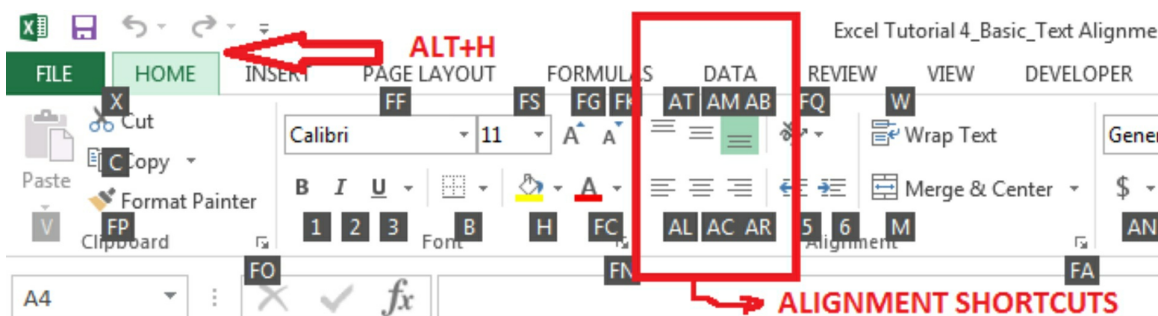 Excel Tutorial 4_Basic_Text Alignme
ALT+H
FILE HOME INSERT PAGE LAYOUT FORMULAS DATA REVIEW VIEW DEVELOPER
X FF FS FG FK AT AM AB FQ W
Cut
Calibri 11 A A Wrap Text Gener
C Copy
Paste
Format Painter
B I U A Merge & Center $
V FP 1 2 3 B H FC AL AC AR 5 6 M AN
Clipboard Font Alignment
FO FN FA
A4 fx
ALIGNMENT SHORTCUTS